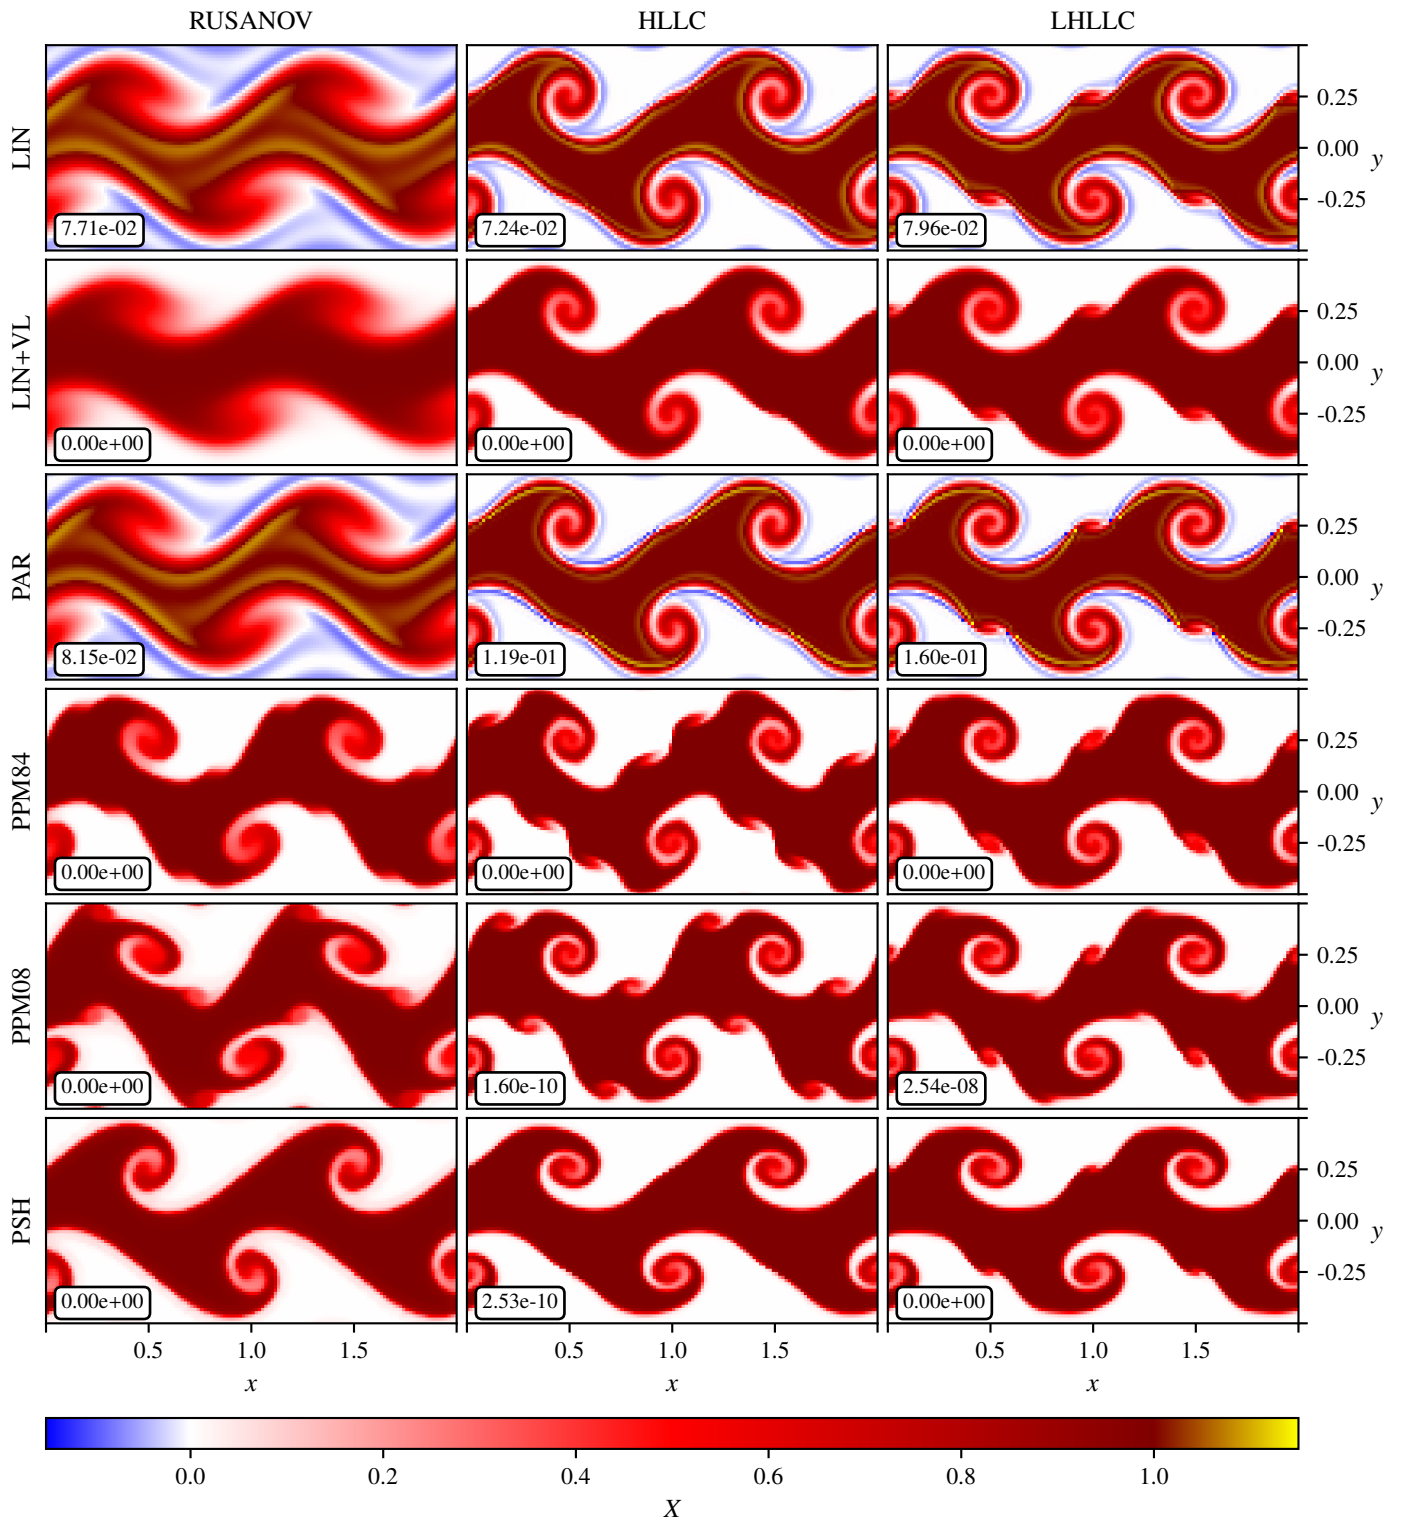 RUSANOV HLLC LHLLC
LIN
7.71e-02 7.24e-02 7.96e-02
0.25
0.00 y
-0.25
LIN+VL
0.00e+00 0.00e+00 0.00e+00
0.25
0.00 y
-0.25
PAR
8.15e-02 1.19e-01 1.60e-01
0.25
0.00 y
-0.25
PPM84
0.00e+00 0.00e+00 0.00e+00
0.25
0.00 y
-0.25
PPM08
0.00e+00 1.60e-10 2.54e-08
0.25
0.00 y
-0.25
PSH
0.00e+00 2.53e-10 0.00e+00
0.25
0.00 y
-0.25
0.5 1.0 1.5 0.5 1.0 1.5 0.5 1.0 1.5
x x x
0.0 0.2 0.4 0.6 0.8 1.0
X